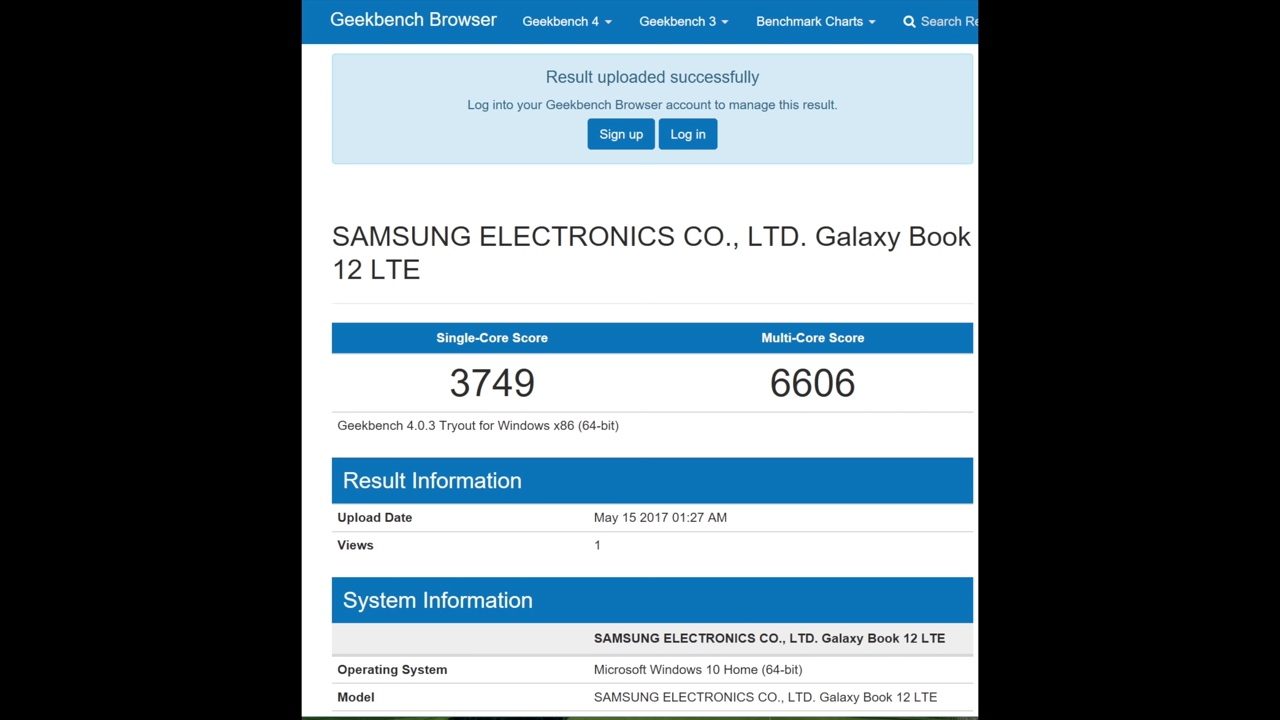 Geekbench Browser Geekbench 4 Geekbench 3 Benchmark Charts Search Re
Result uploaded successfully
Log into your Geekbench Browser account to manage this result.
Sign up Log in
SAMSUNG ELECTRONICS CO., LTD. Galaxy Book
12 LTE
Single-Core Score Multi-Core Score
3749 6606
Geekbench 4.0.3 Tryout for Windows x86 (64-bit)
Result Information
Upload Date May 15 2017 01:27 AM
Views 1
System Information
SAMSUNG ELECTRONICS CO., LTD. Galaxy Book 12 LTE
Operating System Microsoft Windows 10 Home (64-bit)
Model SAMSUNG ELECTRONICS CO., LTD. Galaxy Book 12 LTE